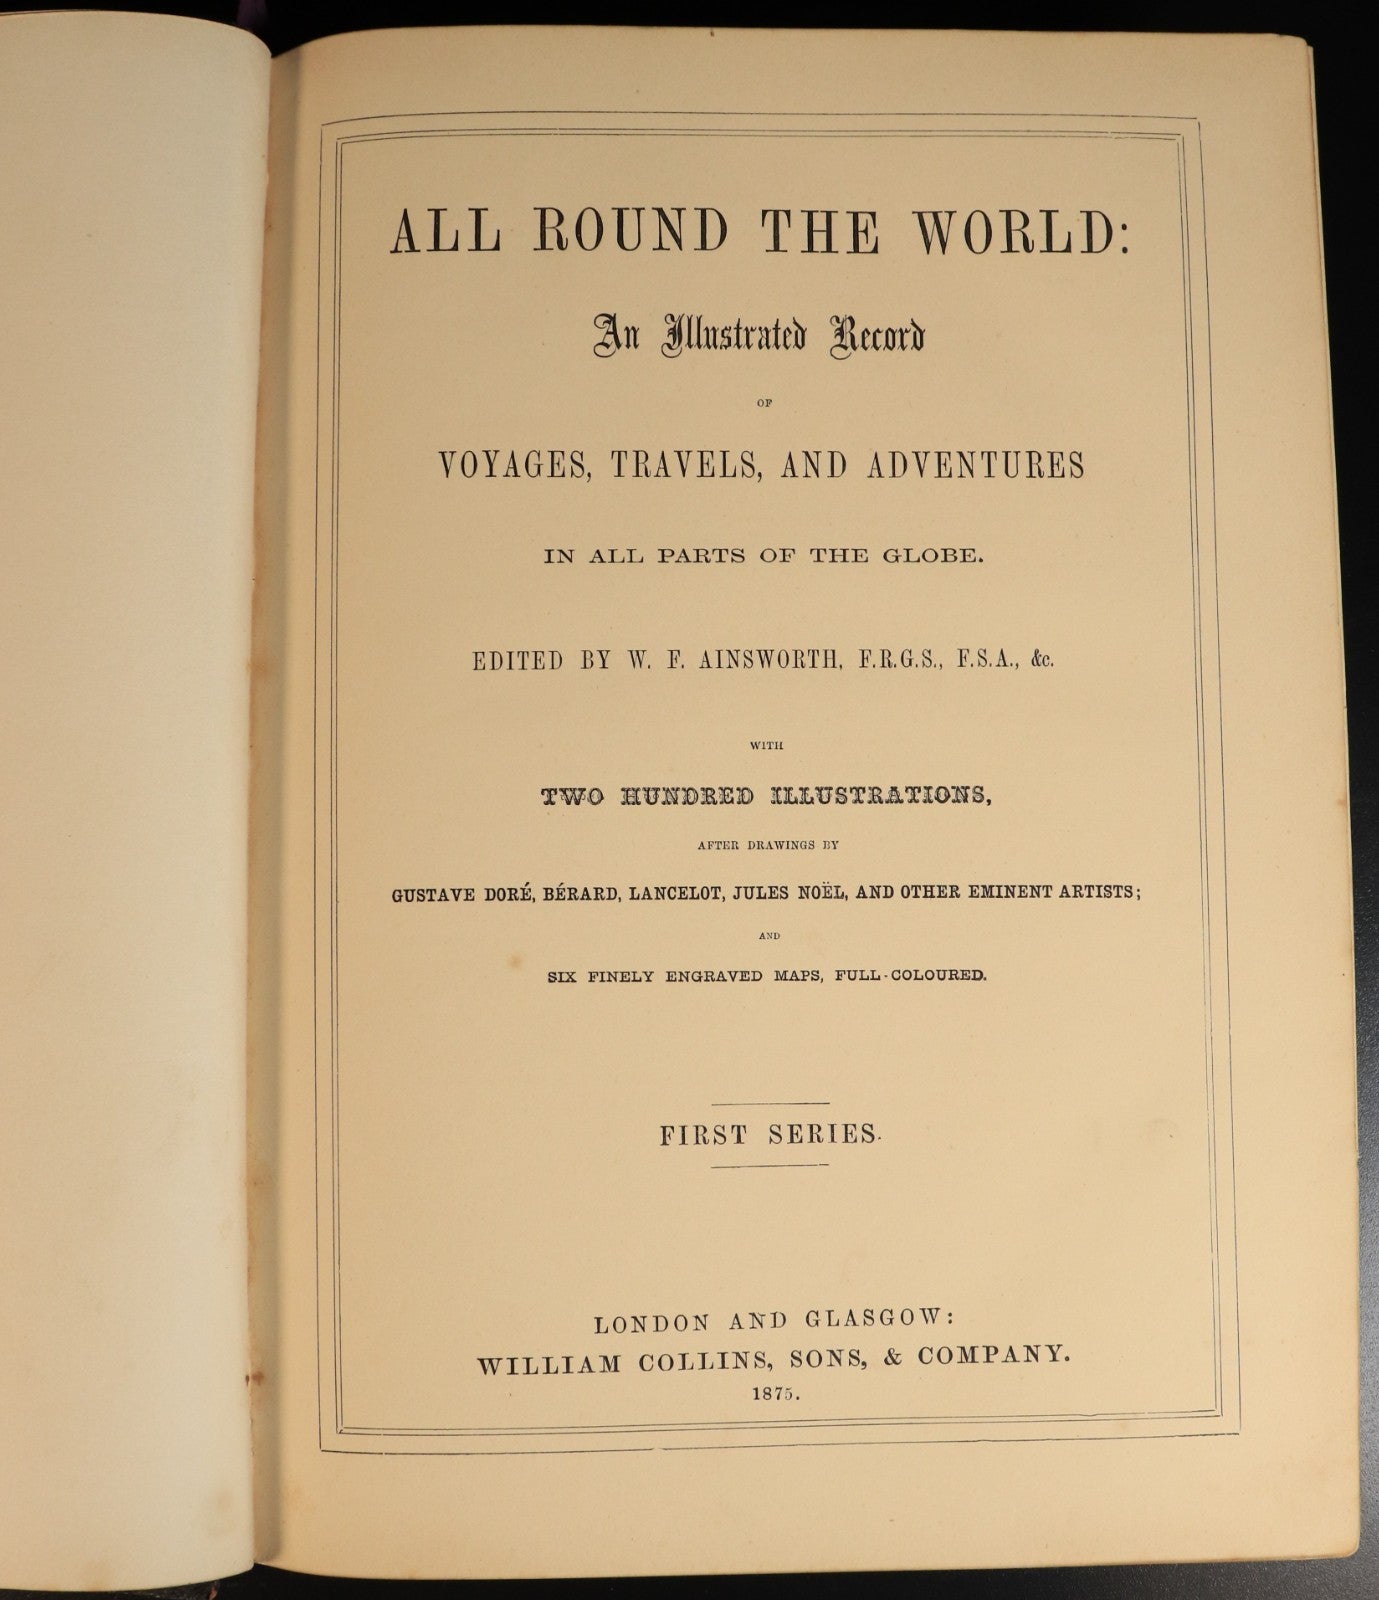 ALL ROUND THE WORLD:
An Illustrated Record
OF
VOYAGES, TRAVELS, AND ADVENTURES
IN ALL PARTS OF THE GLOBE.
EDITED BY W. F. AINSWORTH, F.R.G.S., F.S.A., &c.
WITH
TWO HUNDRED ILLUSTRATIONS,
AFTER DRAWINGS BY
GUSTAVE DORÉ, BÉRARD, LANCELOT, JULES NOËL, AND OTHER EMINENT ARTISTS;
AND
SIX FINELY ENGRAVED MAPS, FULL-COLOURED.
FIRST SERIES.
LONDON AND GLASGOW:
WILLIAM COLLINS, SONS, & COMPANY.
1875.